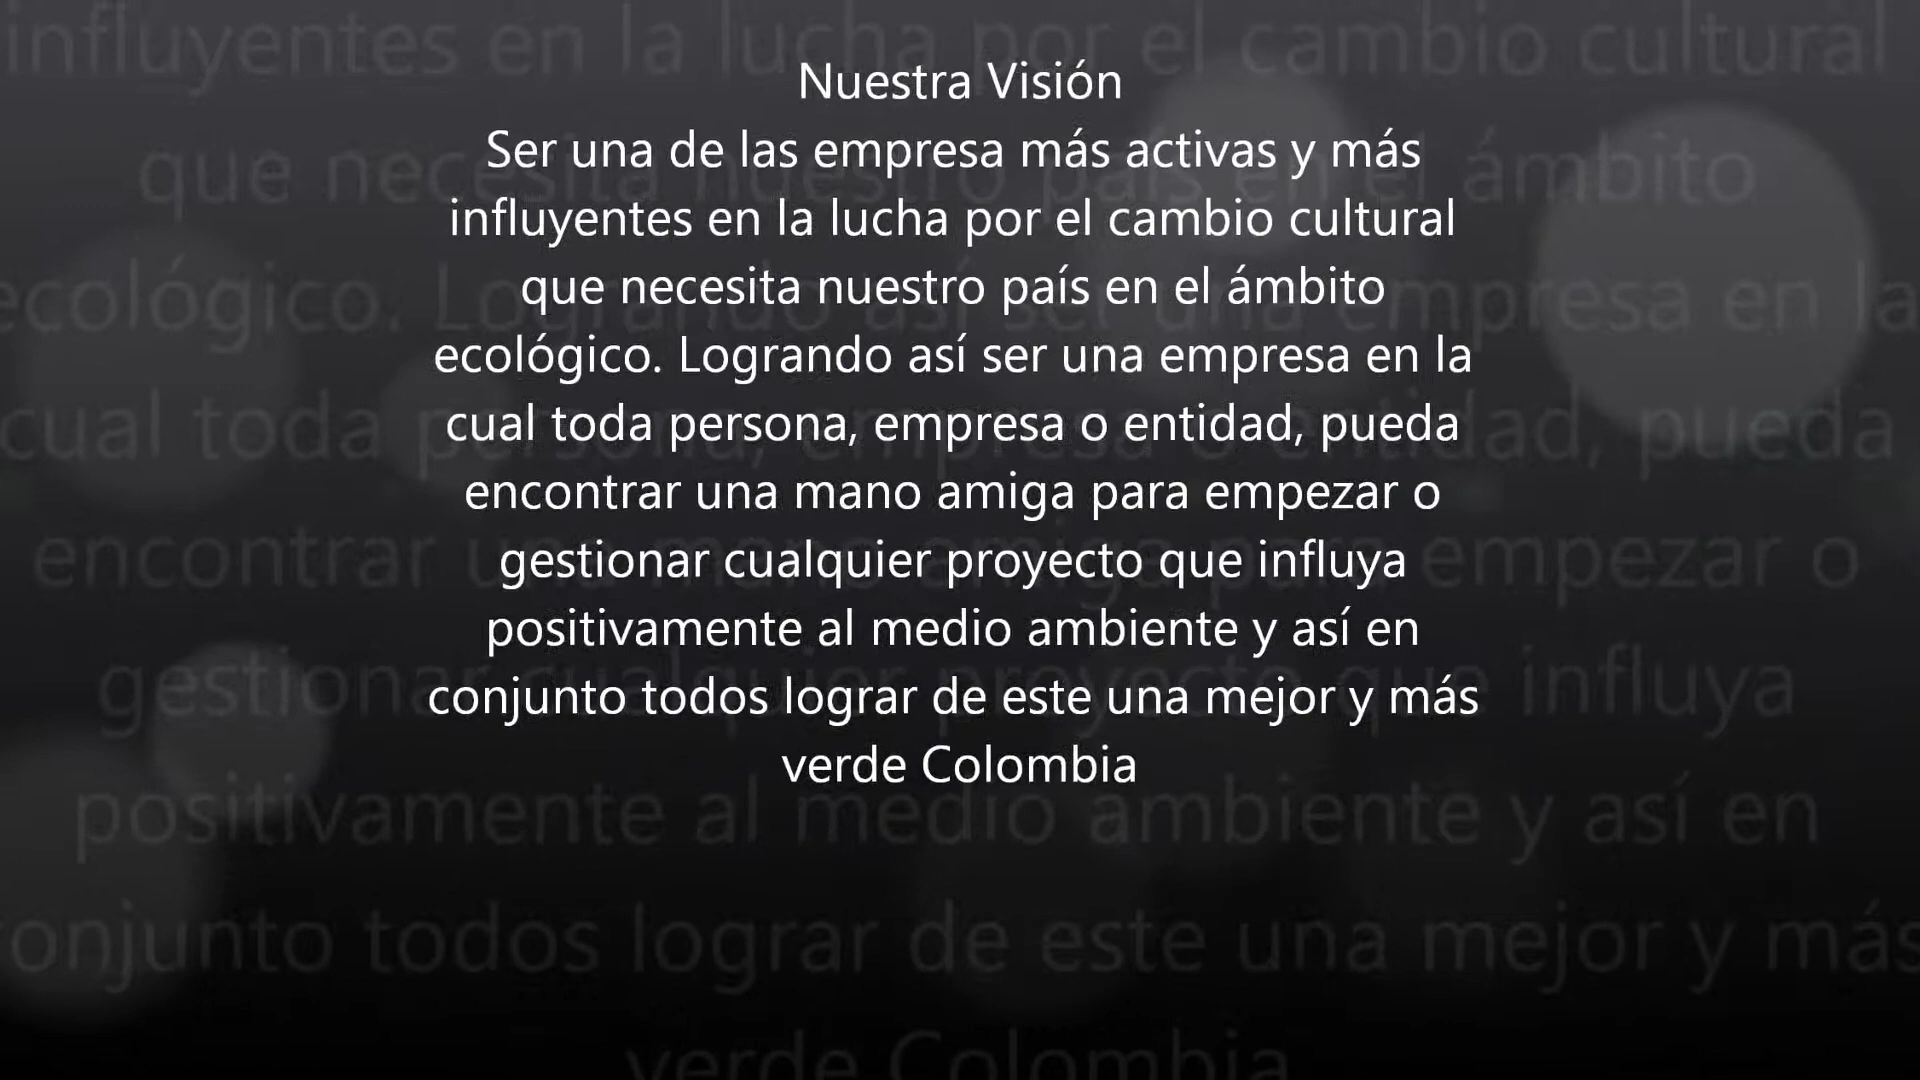 Nuestra Visión
Ser una de las empresa más activas y más
influyentes en la lucha por el cambio cultural
que necesita nuestro país en el ámbito
ecológico. Logrando así ser una empresa en la
cual toda persona, empresa o entidad, pueda
encontrar una mano amiga para empezar o
gestionar cualquier proyecto que influya
positivamente al medio ambiente y así en
conjunto todos lograr de este una mejor y más
verde Colombia